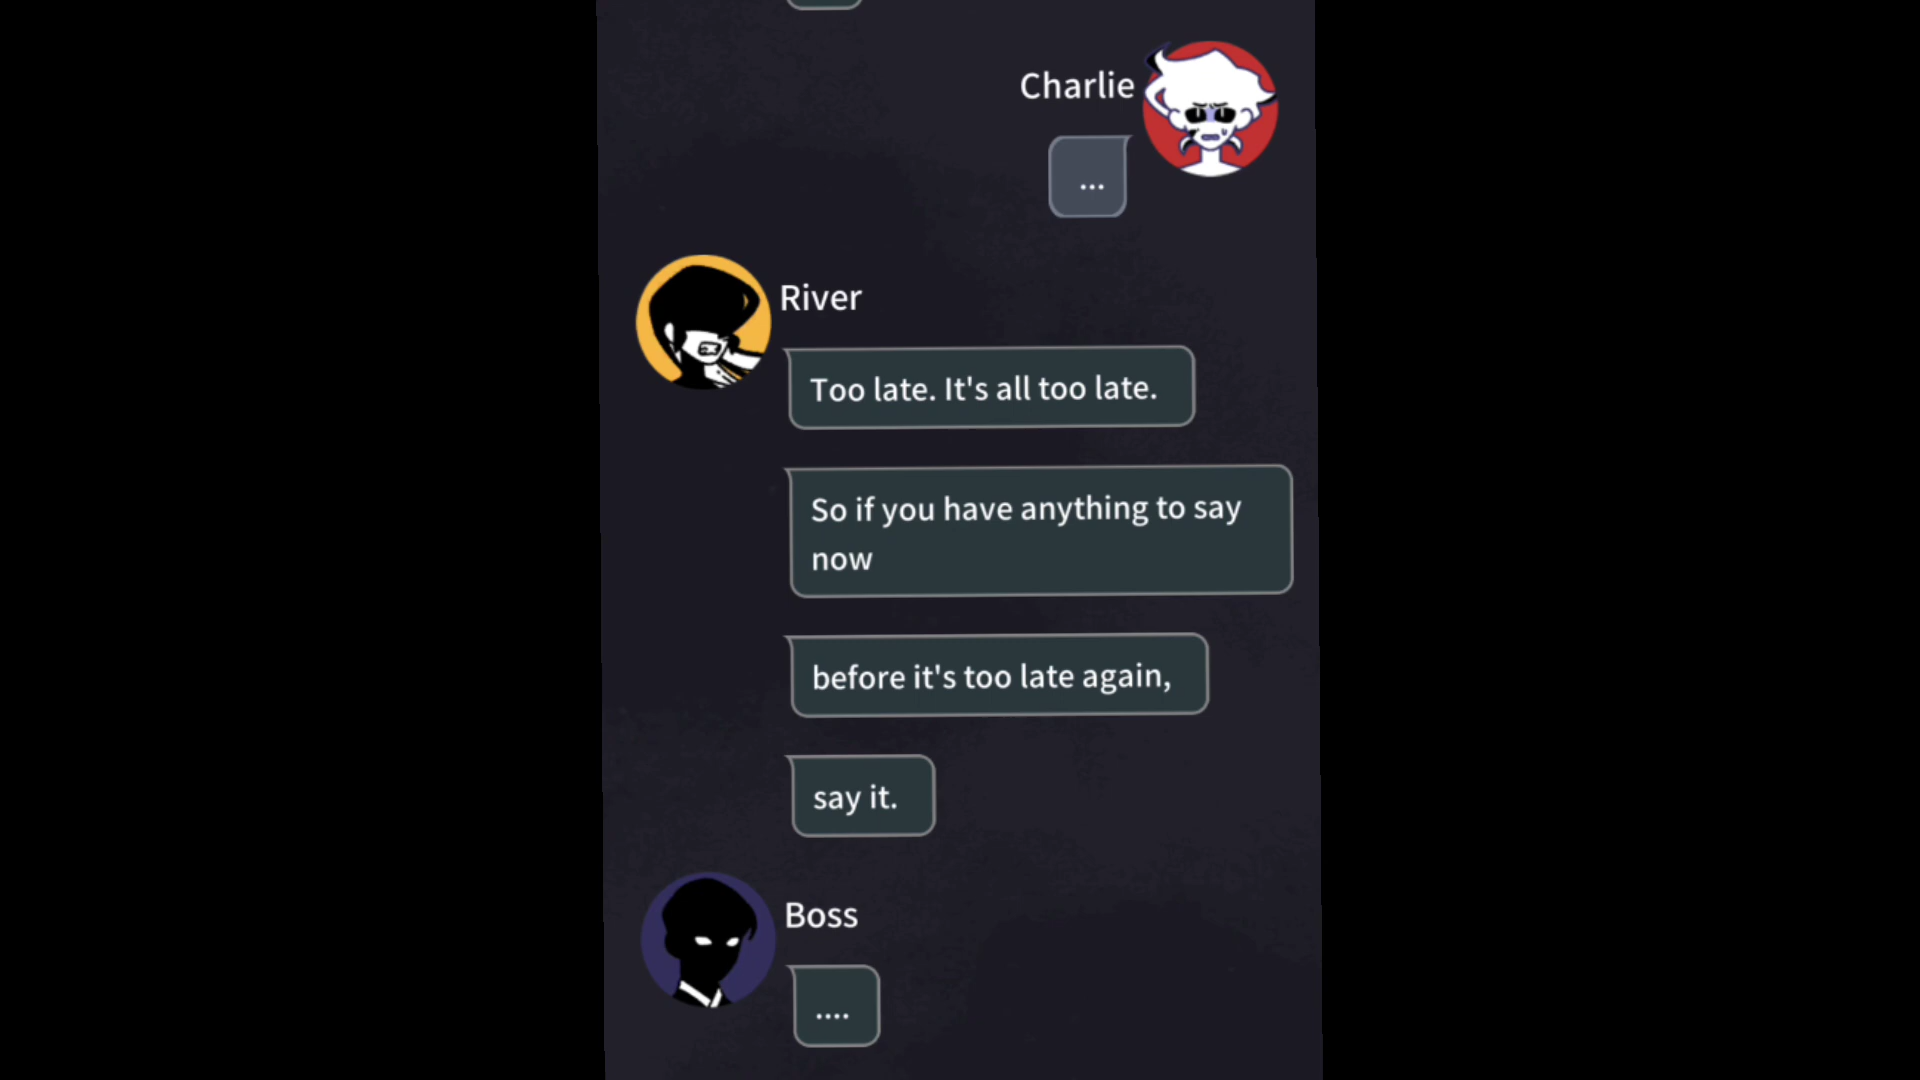 Charlie
...
River
Too late. It's all too late.
So if you have anything to say
now
before it's too late again,
say it.
Boss
....